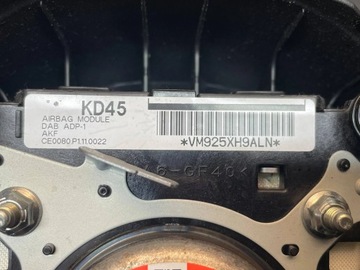 KD45
AIRBAG MODULE
DAB ADP-1
AKF
CE0080.P1110022
*VM925XH9ALN*